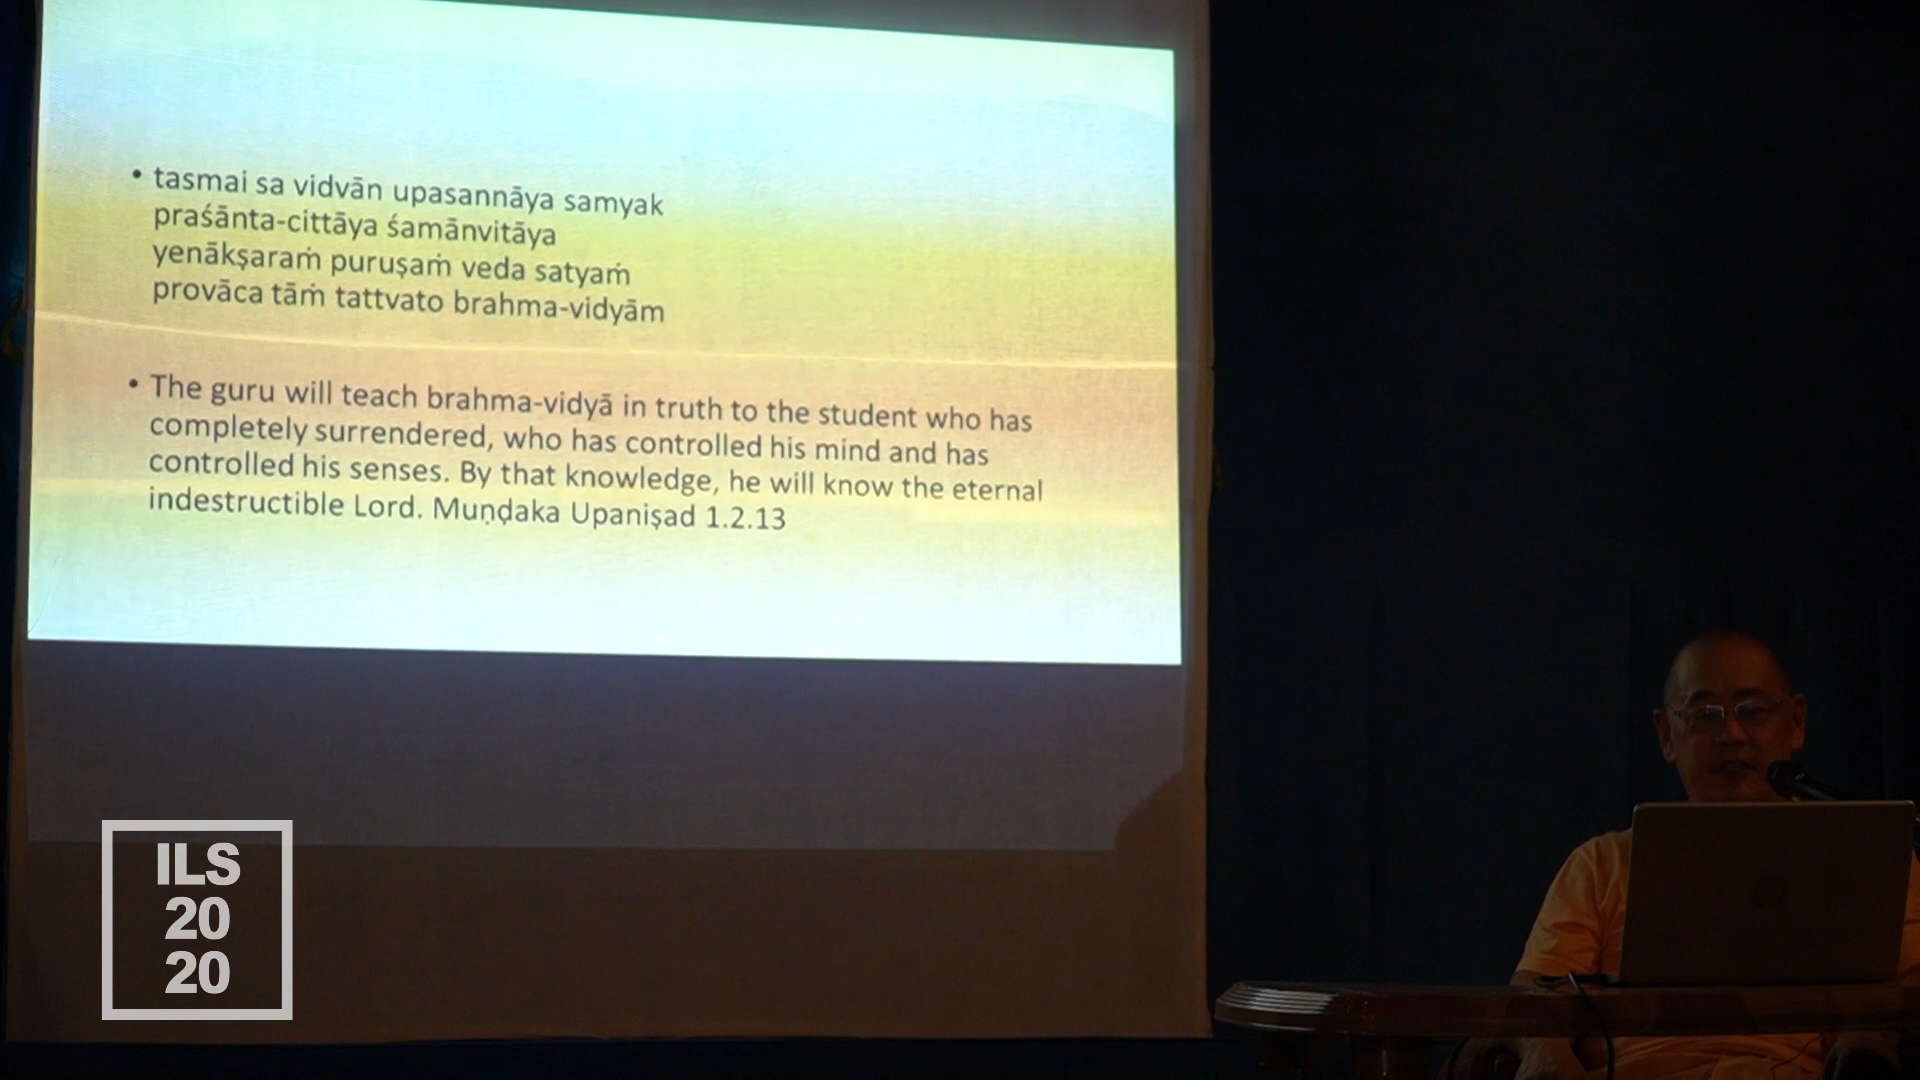 • tasmai sa vidvān upasannāya samyak
praśānta-cittāya śamānvitāya
yenākṣaraṁ puruṣaṁ veda satyaṁ
provāca tāṁ tattvato brahma-vidyām
• The guru will teach brahma-vidyā in truth to the student who has
completely surrendered, who has controlled his mind and has
controlled his senses. By that knowledge, he will know the eternal
indestructible Lord. Muṇḍaka Upaniṣad 1.2.13
ILS
20
20